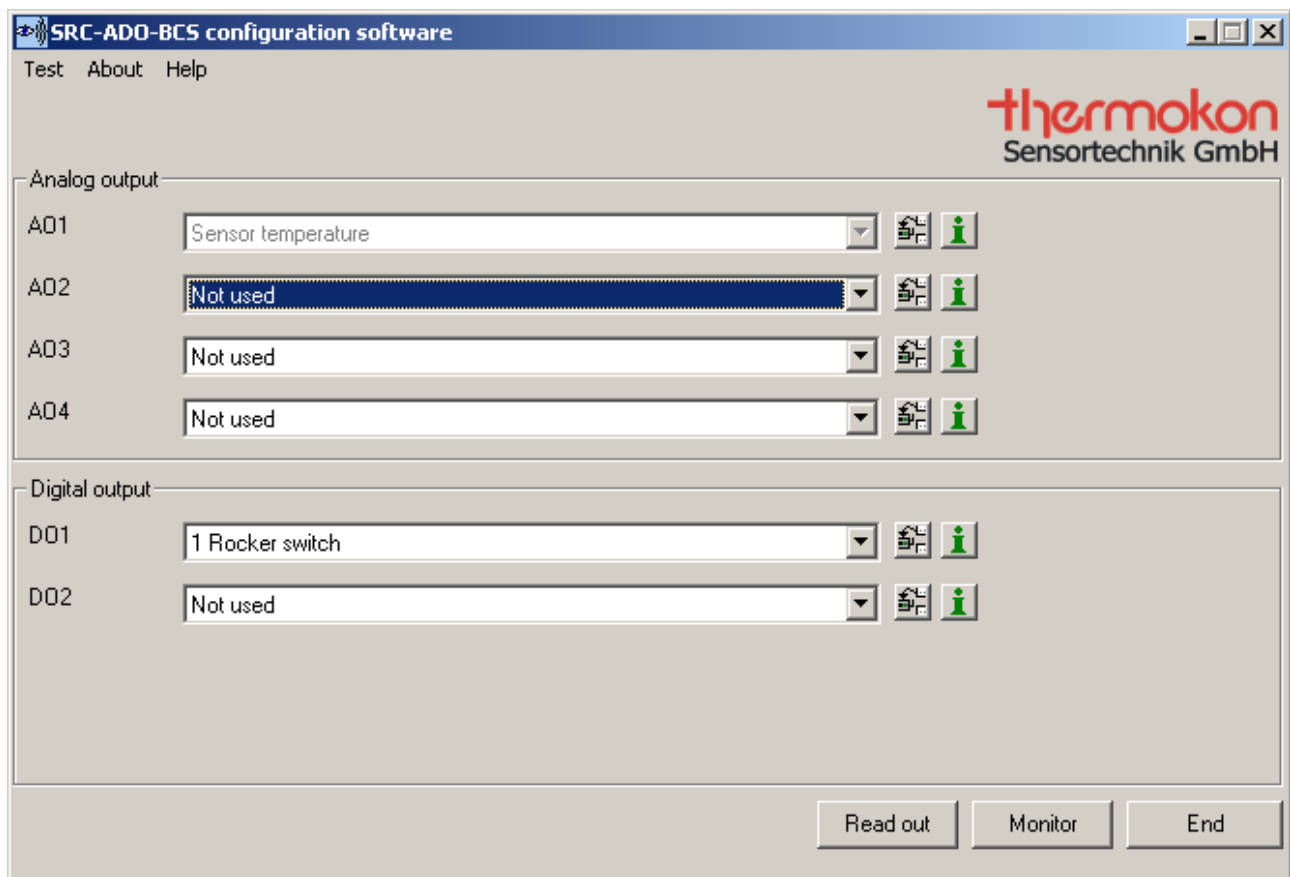 SRC-ADO-BCS configuration software
Test About Help
thermokon
Sensortechnik GmbH
Analog output
AO1 Sensor temperature
AO2 Not used
AO3 Not used
AO4 Not used
Digital output
DO1 1 Rocker switch
DO2 Not used
Read out Monitor End